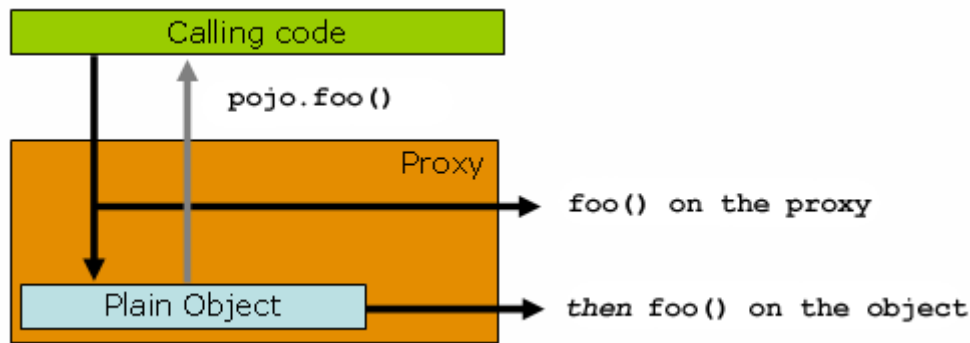 Calling code
pojo.foo()
Proxy
foo() on the proxy
Plain Object
then foo() on the object